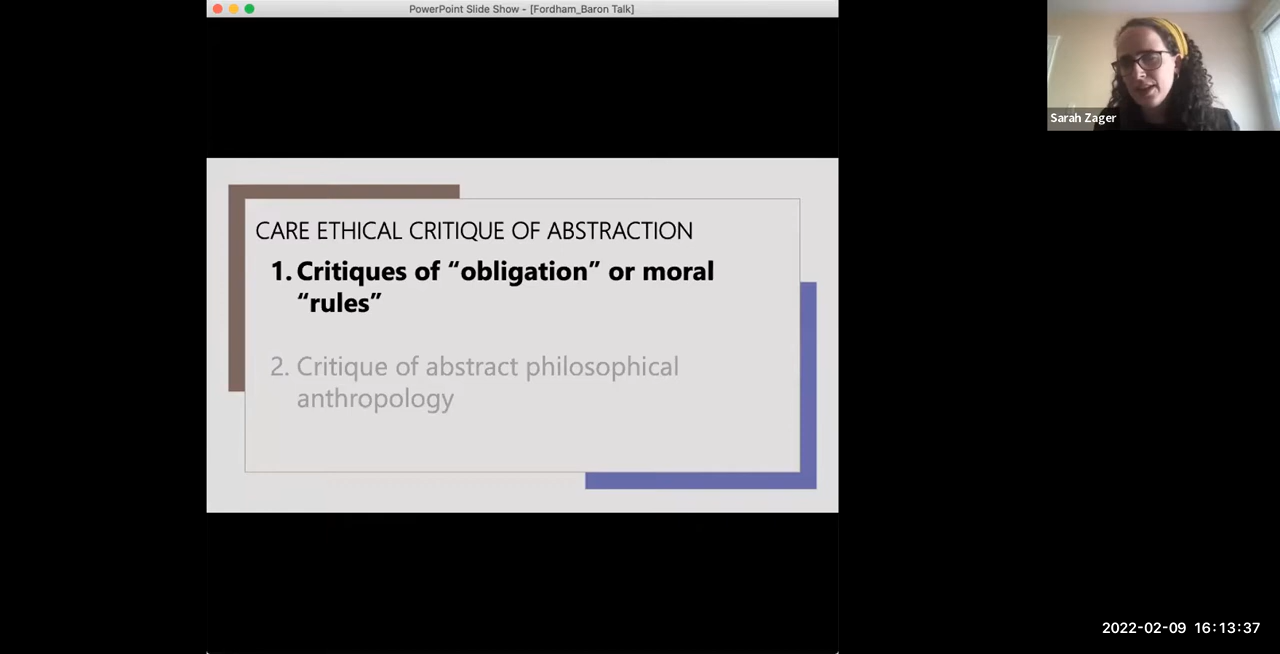 PowerPoint Slide Show - [Fordham_Baron Talk]
Sarah Zager
CARE ETHICAL CRITIQUE OF ABSTRACTION
1. Critiques of “obligation” or moral
“rules”
2. Critique of abstract philosophical
anthropology
2022-02-09 16:13:37